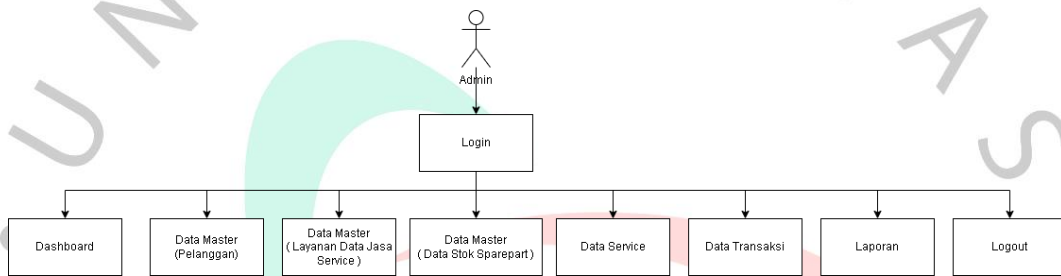 Admin
Login
Dashboard
Data Master
(Pelanggan)
Data Master
( Layanan Data Jasa
Service )
Data Master
( Data Stok Sparepart )
Data Service
Data Transaksi
Laporan
Logout
U N
A S